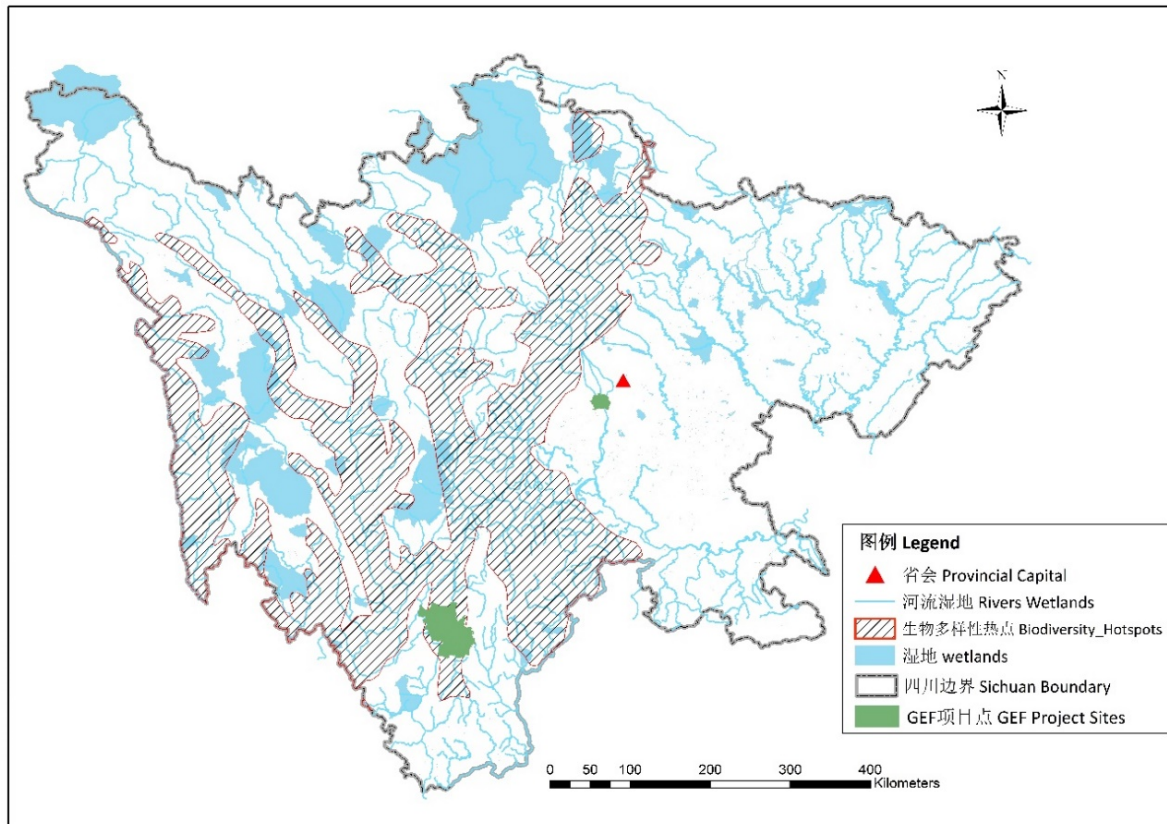 N
图例 Legend
省会 Provincial Capital
河流湿地 Rivers Wetlands
生物多样性热点 Biodiversity_Hotspots
湿地 wetlands
四川边界 Sichuan Boundary
GEF项目点 GEF Project Sites
0 50 100 200 300 400
Kilometers